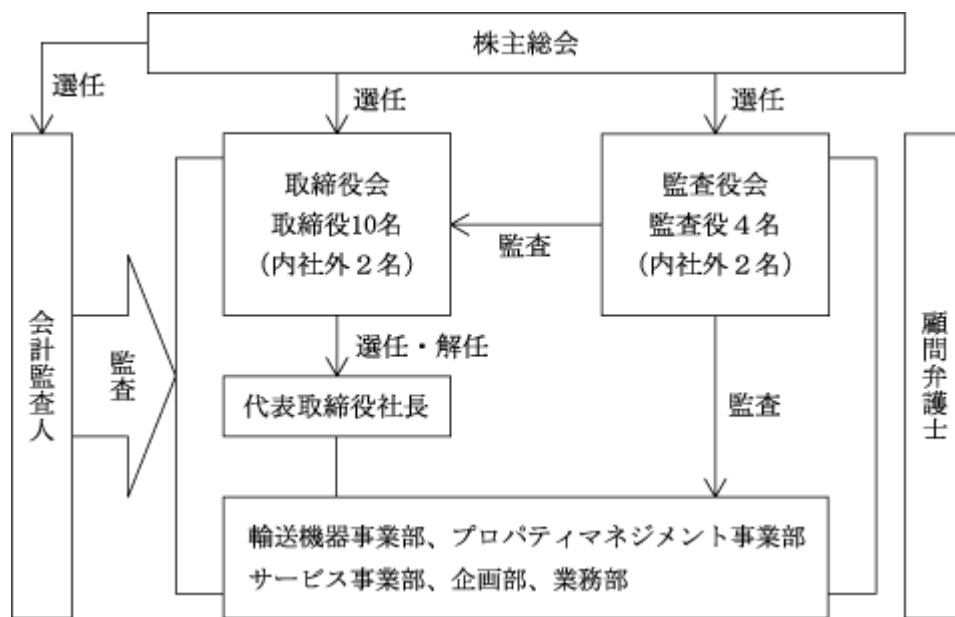 株主総会
選任
選任
選任
取締役会
取締役10名
（内社外２名）
監査役会
監査役４名
（内社外２名）
監査
会計監査人
監査
選任・解任
代表取締役社長
監査
顧問弁護士
輸送機器事業部、プロパティマネジメント事業部
サービス事業部、企画部、業務部